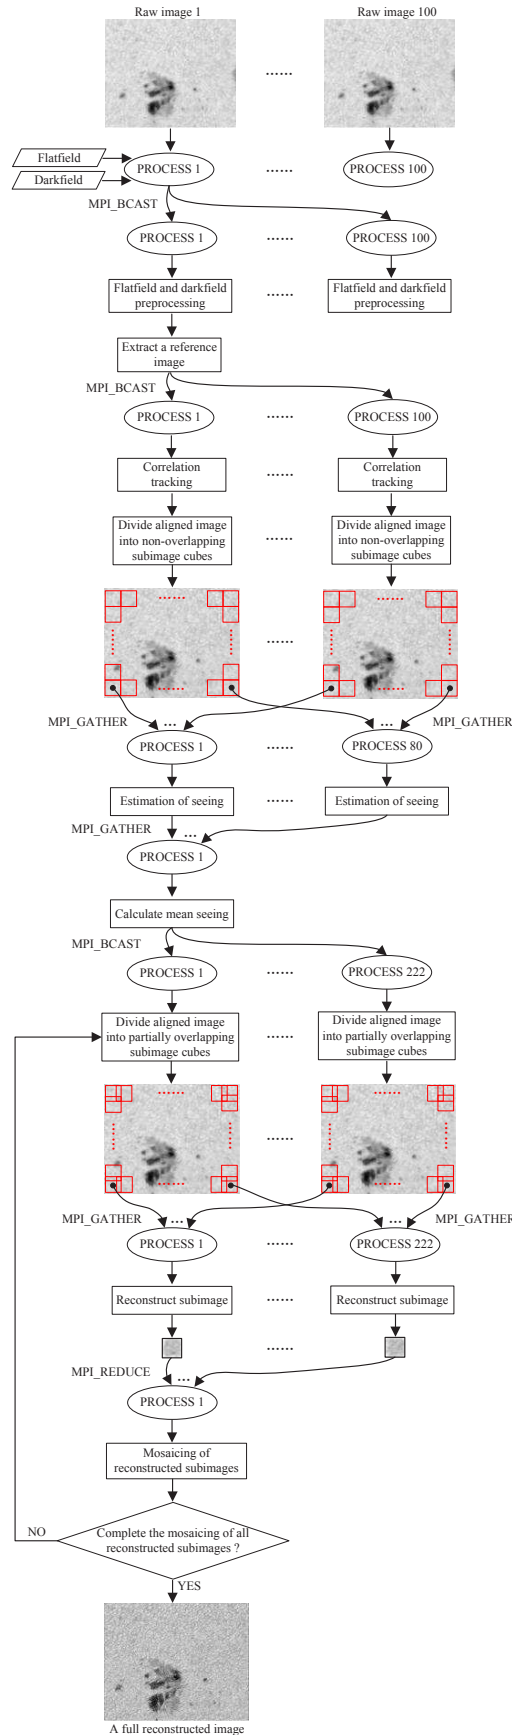 Raw image 1
Raw image 100
......
Flatfield
Darkfield
PROCESS 1
......
PROCESS 100
MPI_BCAST
PROCESS 1
......
PROCESS 100
Flatfield and darkfield
preprocessing
......
Flatfield and darkfield
preprocessing
Extract a reference
image
MPI_BCAST
PROCESS 1
......
PROCESS 100
Correlation
tracking
......
Correlation
tracking
Divide aligned image
into non-overlapping
subimage cubes
......
Divide aligned image
into non-overlapping
subimage cubes
......
MPI_GATHER
...
...
MPI_GATHER
PROCESS 1
......
PROCESS 80
Estimation of seeing
......
Estimation of seeing
MPI_GATHER
...
PROCESS 1
Calculate mean seeing
MPI_BCAST
PROCESS 1
......
PROCESS 222
Divide aligned image
into partially overlapping
subimage cubes
......
Divide aligned image
into partially overlapping
subimage cubes
......
MPI_GATHER
...
...
MPI_GATHER
PROCESS 1
......
PROCESS 222
Reconstruct subimage
......
Reconstruct subimage
......
MPI_REDUCE
...
PROCESS 1
Mosaicing of
reconstructed subimages
NO
Complete the mosaicing of all
reconstructed subimages ?
YES
A full reconstructed image